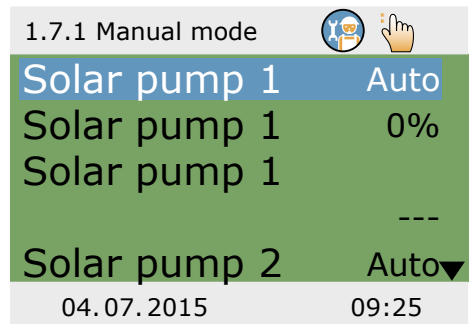 1.7.1 Manual mode
Solar pump 1 Auto
Solar pump 1 0%
Solar pump 1
---
Solar pump 2 Auto
04.07.2015 09:25